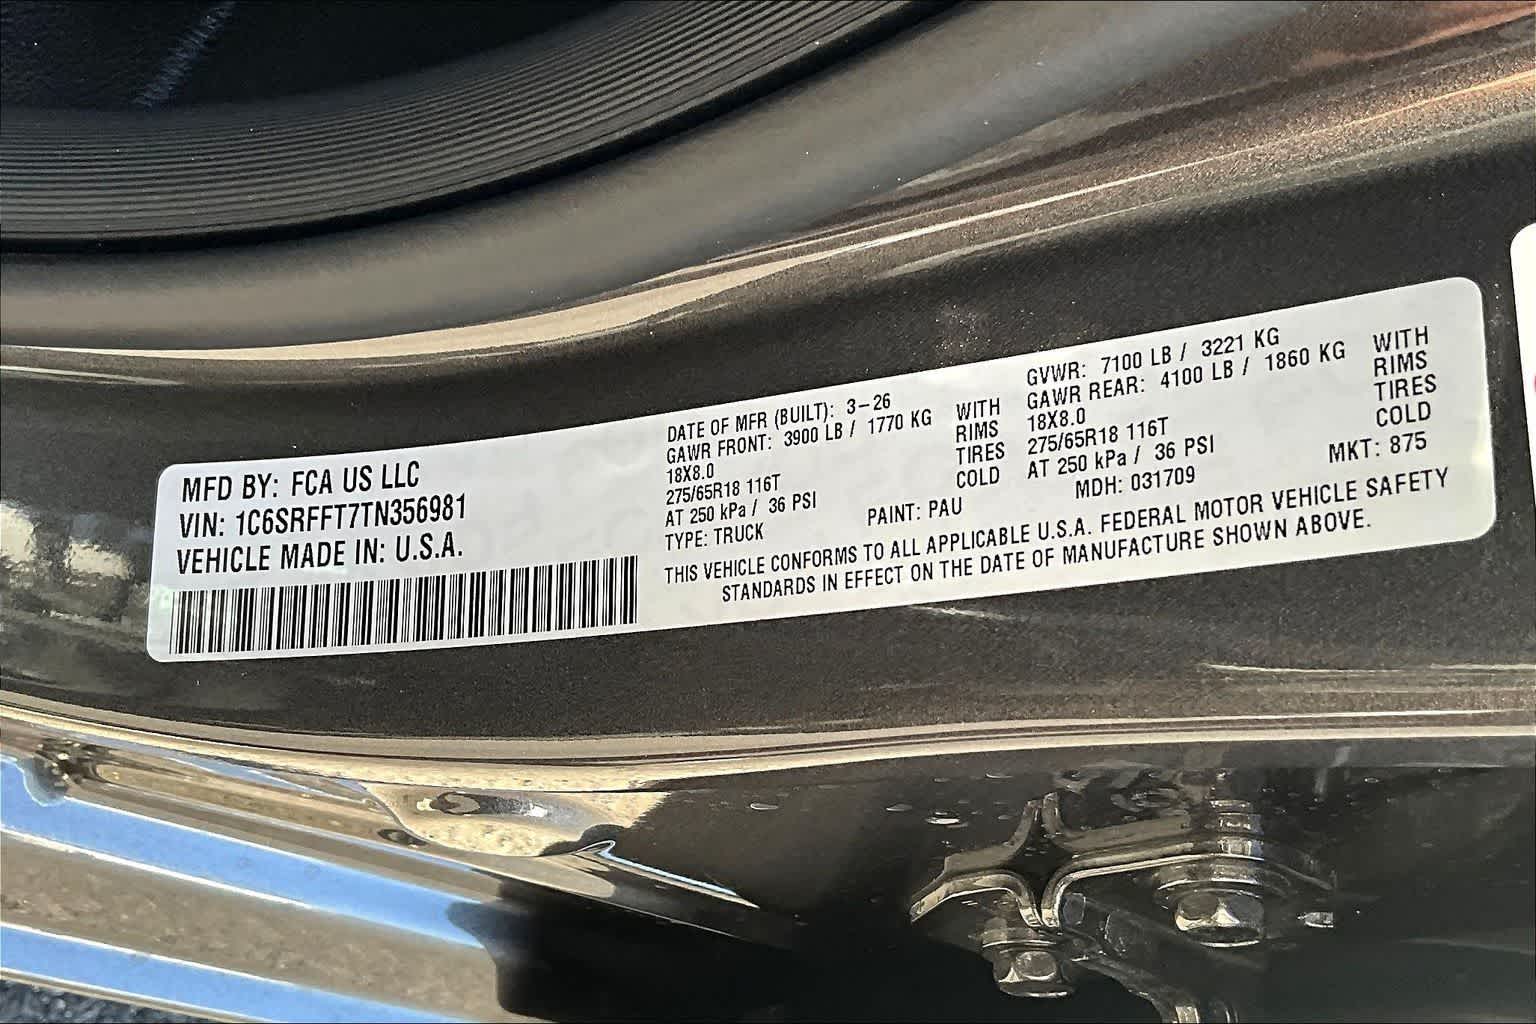 MFD BY: FCA US LLC
VIN: 1C6SRFFT7TN356981
VEHICLE MADE IN: U.S.A.
DATE OF MFR (BUILT): 3-26
GAWR FRONT: 3900 LB / 1770 KG WITH
18X8.0 RIMS
275/65R18 116T TIRES
AT 250 kPa / 36 PSI COLD
TYPE: TRUCK PAINT: PAU
GVWR: 7100 LB / 3221 KG
GAWR REAR: 4100 LB / 1860 KG WITH
18X8.0 RIMS
275/65R18 116T TIRES
AT 250 kPa / 36 PSI COLD
MDH: 031709 MKT: 875
THIS VEHICLE CONFORMS TO ALL APPLICABLE U.S.A. FEDERAL MOTOR VEHICLE SAFETY
STANDARDS IN EFFECT ON THE DATE OF MANUFACTURE SHOWN ABOVE.